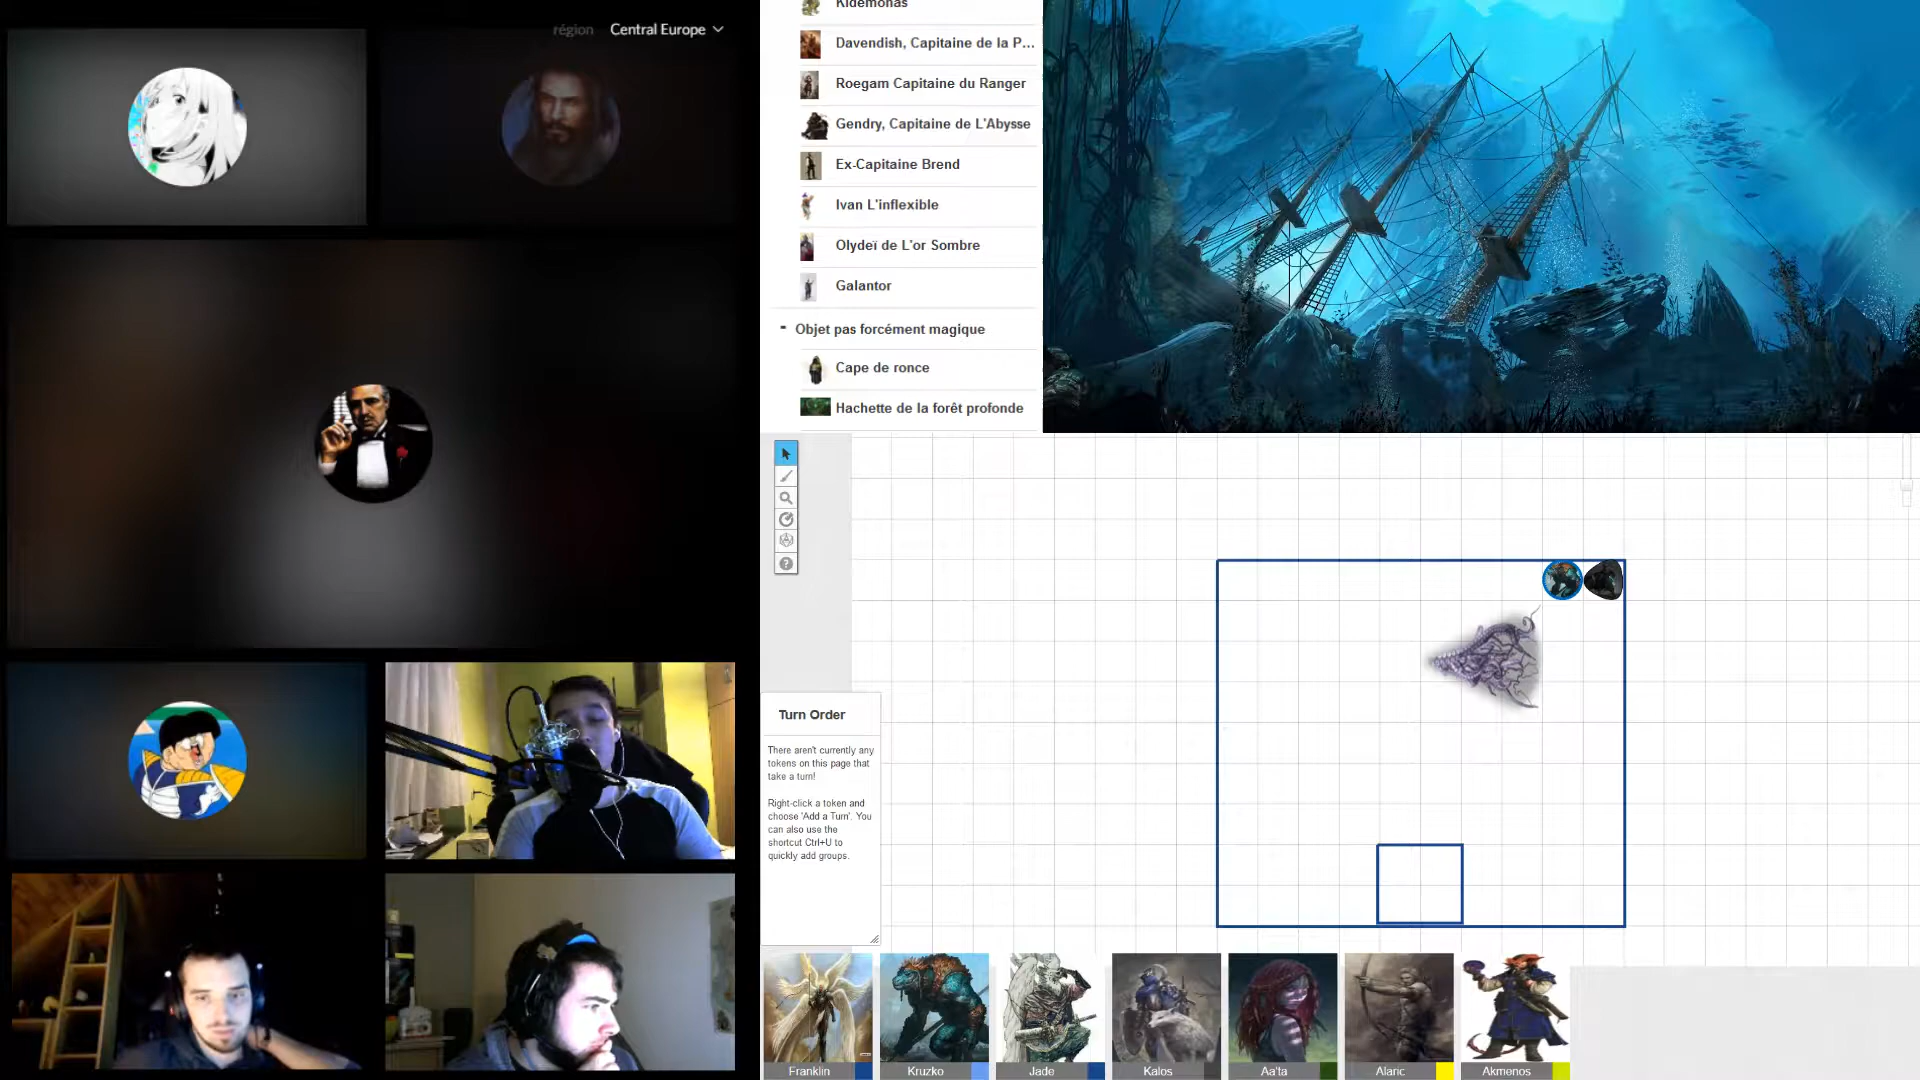 région Central Europe
Kidemonas
Davendish, Capitaine de la P...
Roegam Capitaine du Ranger
Gendry, Capitaine de L'Abysse
Ex-Capitaine Brend
Ivan L'inflexible
Olydeï de L'or Sombre
Galantor
Objet pas forcément magique
Cape de ronce
Hachette de la forêt profonde
Turn Order
There aren't currently any
tokens on this page that
take a turn!
Right-click a token and
choose 'Add a Turn'. You
can also use the
shortcut Ctrl+U to
quickly add groups.
Franklin
Kruzko
Jade
Kalos
Aa'ta
Alaric
Akmenos